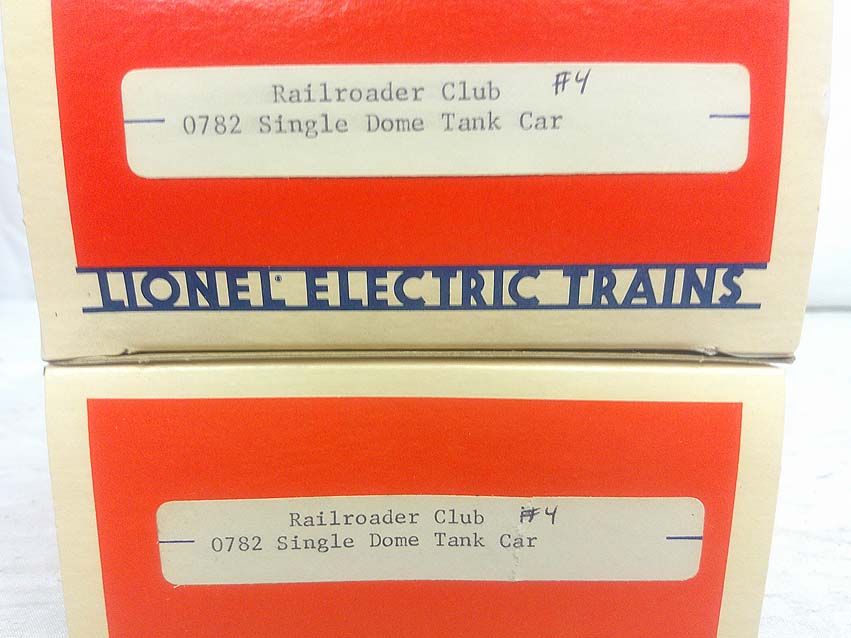 Railroader Club #4
0782 Single Dome Tank Car
LIONEL® ELECTRIC TRAINS
Railroader Club #4
0782 Single Dome Tank Car